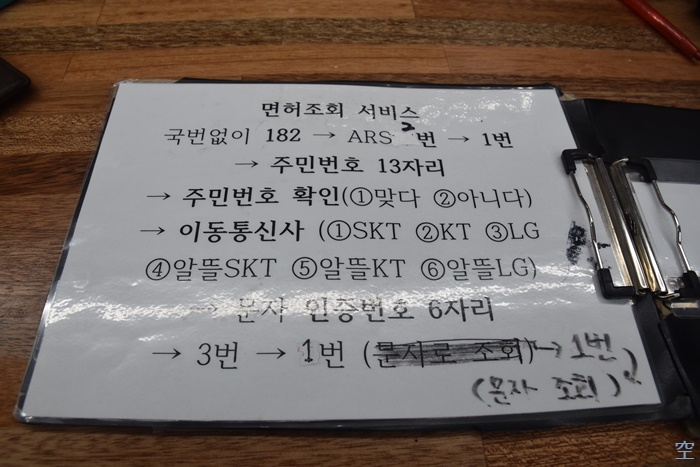 면허조회 서비스
국번없이 182 → ARS 2번 → 1번
→ 주민번호 13자리
→ 주민번호 확인(①맞다 ②아니다)
→ 이동통신사 (①SKT ②KT ③LG
④알뜰SKT ⑤알뜰KT ⑥알뜰LG)
→ 문자 인증번호 6자리
→ 3번 → 1번 (문자로 조회) → 1번
(문자 조회)
空